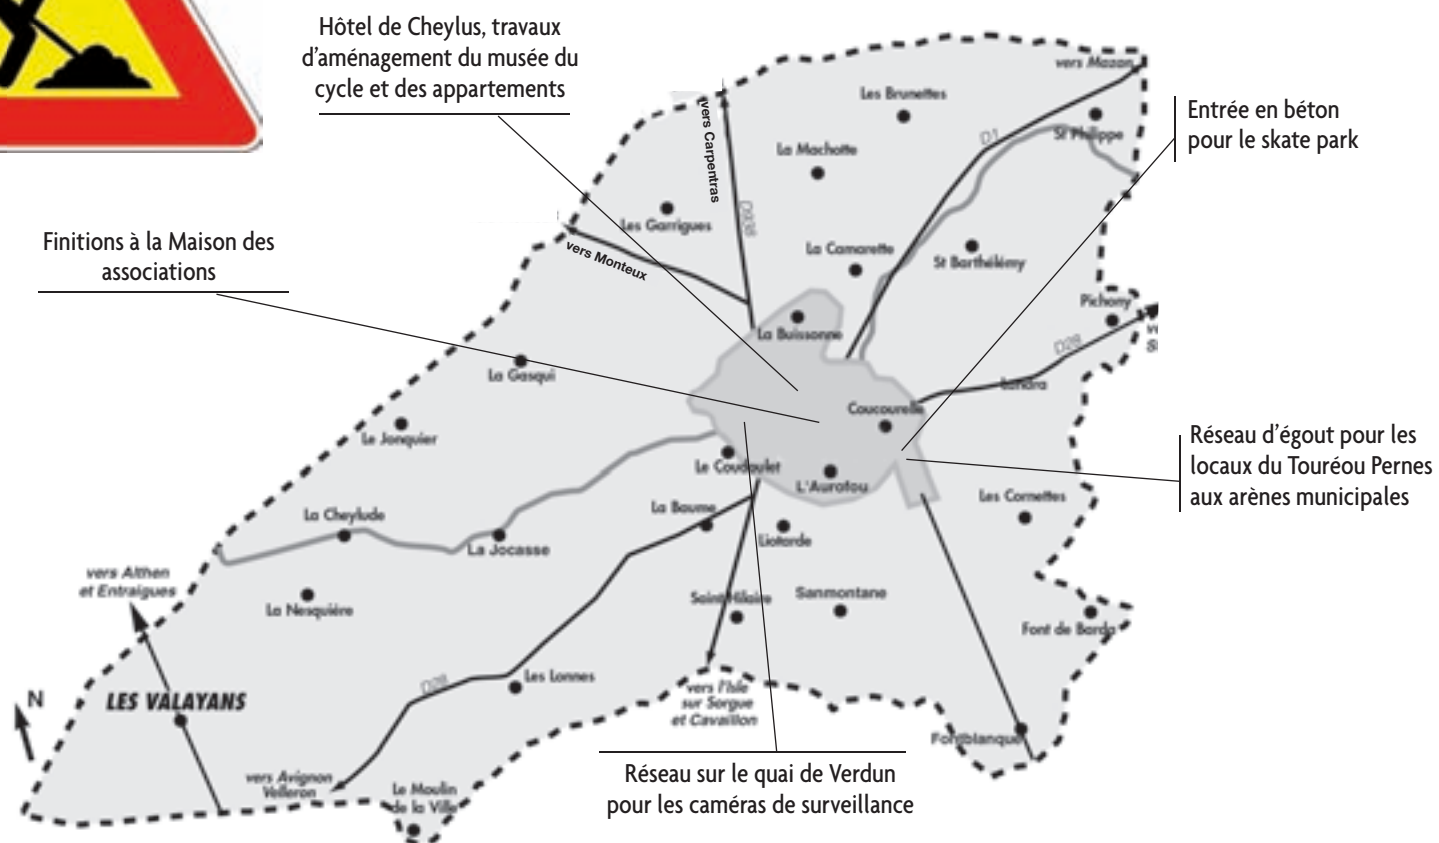 Hôtel de Cheylus, travaux
d'aménagement du musée du
cycle et des appartements
Entrée en béton
pour le skate park
Finitions à la Maison des
associations
Réseau d'égout pour les
locaux du Touréou Pernes
aux arènes municipales
Réseau sur le quai de Verdun
pour les caméras de surveillance
vers Mazan
Les Brunettes
D1
St Philippe
vers Carpentras
La Machotte
D938
Les Garrigues
vers Monteux
La Camarette
St Barthélémy
Pichony
La Buissonne
D28
La Gasqui
Coucourelle
Le Jonquier
Le Coudoulet
L'Auratou
Les Cornettes
La Cheylude
La Baume
La Jocasse
Liotarde
vers Althen
et Entraigues
La Nesquière
Saint Hilaire
Sanmontane
Font de Barda
D28
Les Lonnes
N
LES VALAYANS
vers l'Isle
sur Sorgue
et Cavaillon
Fontblanque
vers Avignon
Velleron
Le Moulin
de la Ville